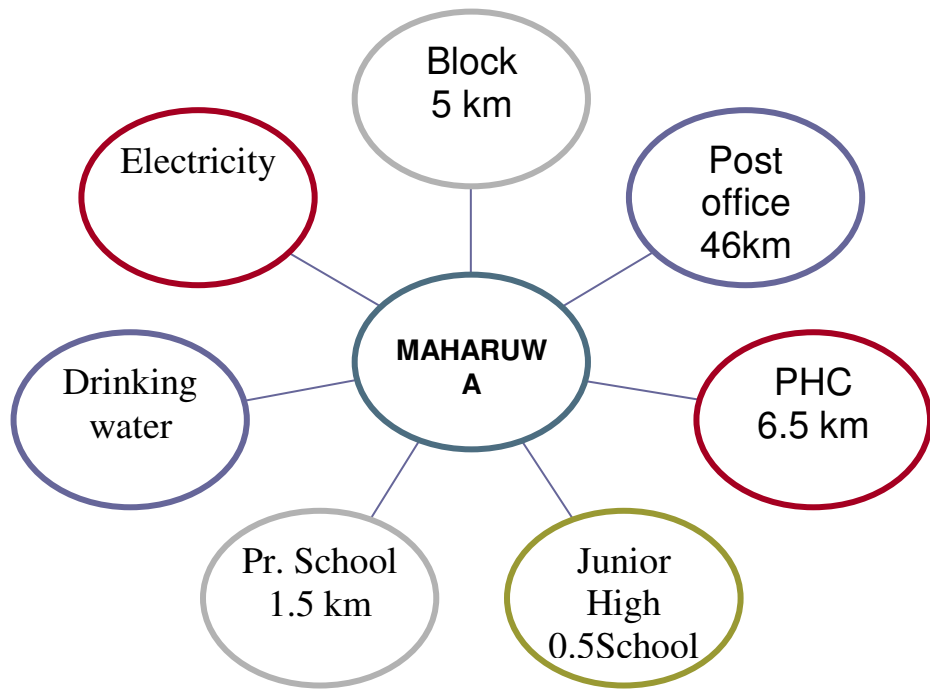 Block
5 km
Electricity
Post
office
46km
MAHARUW
A
Drinking
water
PHC
6.5 km
Pr. School
1.5 km
Junior
High
0.5School